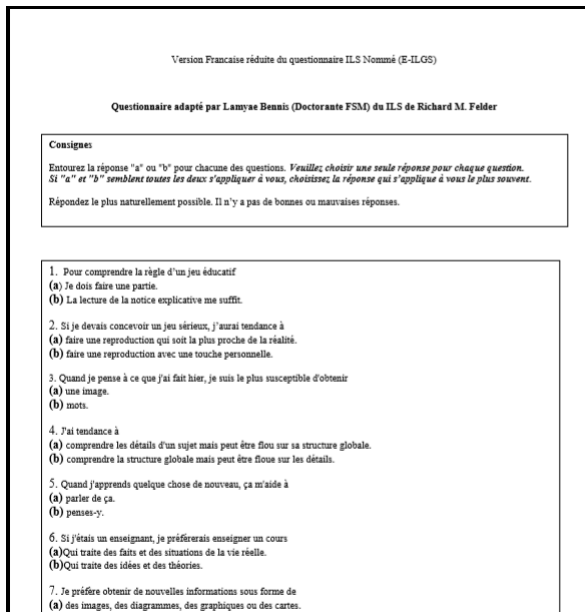 Version Francaise réduite du questionnaire ILS Nommé (E-ILGS)
Questionnaire adapté par Lamyae Bennis (Doctorante FSM) du ILS de Richard M. Felder
Consignes
Entourez la réponse "a" ou "b" pour chacune des questions. Veuillez choisir une seule réponse pour chaque question.
Si "a" et "b" semblent toutes les deux s'appliquer à vous, choisissez la réponse qui s'applique à vous le plus souvent.
Répondez le plus naturellement possible. Il n'y a pas de bonnes ou mauvaises réponses.
1. Pour comprendre la règle d'un jeu éducatif
(a) Je dois faire une partie.
(b) La lecture de la notice explicative me suffit.
2. Si je devais concevoir un jeu sérieux, j'aurai tendance à
(a) faire une reproduction qui soit la plus proche de la réalité.
(b) faire une reproduction avec une touche personnelle.
3. Quand je pense à ce que j'ai fait hier, je suis le plus susceptible d'obtenir
(a) une image.
(b) mots.
4. J'ai tendance à
(a) comprendre les détails d'un sujet mais peut être flou sur sa structure globale.
(b) comprendre la structure globale mais peut être floue sur les détails.
5. Quand j'apprends quelque chose de nouveau, ça m'aide à
(a) parler de ça.
(b) penses-y.
6. Si j'étais un enseignant, je préférerais enseigner un cours
(a)Qui traite des faits et des situations de la vie réelle.
(b)Qui traite des idées et des théories.
7. Je préfère obtenir de nouvelles informations sous forme de
(a) des images, des diagrammes, des graphiques ou des cartes.